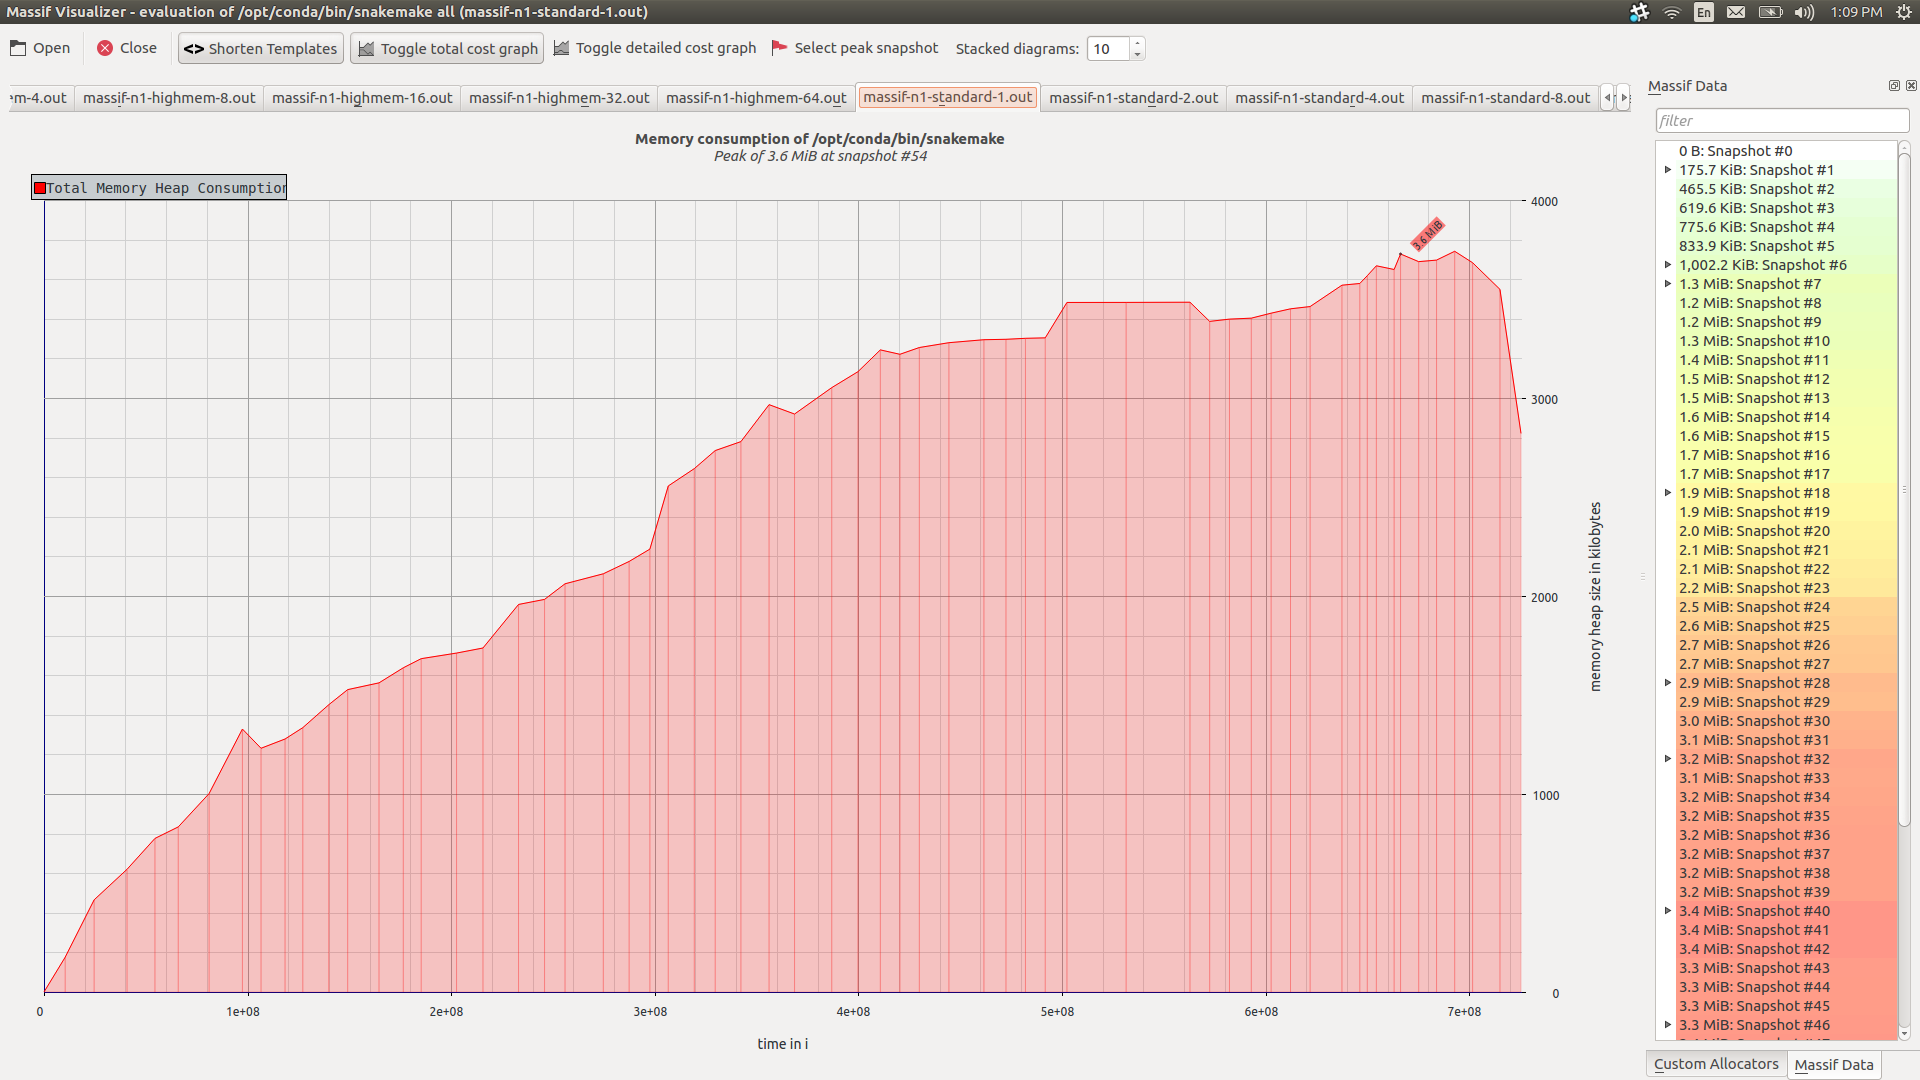 Massif Visualizer - evaluation of /opt/conda/bin/snakemake all (massif-n1-standard-1.out)
En
1:09 PM
Open
Close
<> Shorten Templates
Toggle total cost graph
Toggle detailed cost graph
Select peak snapshot
Stacked diagrams: 10
m-4.out
massif-n1-highmem-8.out
massif-n1-highmem-16.out
massif-n1-highmem-32.out
massif-n1-highmem-64.out
massif-n1-standard-1.out
massif-n1-standard-2.out
massif-n1-standard-4.out
massif-n1-standard-8.out
Memory consumption of /opt/conda/bin/snakemake
Peak of 3.6 MiB at snapshot #54
Total Memory Heap Consumption
3.6 MiB
4000
3000
2000
1000
0
memory heap size in kilobytes
0
1e+08
2e+08
3e+08
4e+08
5e+08
6e+08
7e+08
time in i
Massif Data
filter
0 B: Snapshot #0
175.7 KiB: Snapshot #1
465.5 KiB: Snapshot #2
619.6 KiB: Snapshot #3
775.6 KiB: Snapshot #4
833.9 KiB: Snapshot #5
1,002.2 KiB: Snapshot #6
1.3 MiB: Snapshot #7
1.2 MiB: Snapshot #8
1.2 MiB: Snapshot #9
1.3 MiB: Snapshot #10
1.4 MiB: Snapshot #11
1.5 MiB: Snapshot #12
1.5 MiB: Snapshot #13
1.6 MiB: Snapshot #14
1.6 MiB: Snapshot #15
1.7 MiB: Snapshot #16
1.7 MiB: Snapshot #17
1.9 MiB: Snapshot #18
1.9 MiB: Snapshot #19
2.0 MiB: Snapshot #20
2.1 MiB: Snapshot #21
2.1 MiB: Snapshot #22
2.2 MiB: Snapshot #23
2.5 MiB: Snapshot #24
2.6 MiB: Snapshot #25
2.7 MiB: Snapshot #26
2.7 MiB: Snapshot #27
2.9 MiB: Snapshot #28
2.9 MiB: Snapshot #29
3.0 MiB: Snapshot #30
3.1 MiB: Snapshot #31
3.2 MiB: Snapshot #32
3.1 MiB: Snapshot #33
3.2 MiB: Snapshot #34
3.2 MiB: Snapshot #35
3.2 MiB: Snapshot #36
3.2 MiB: Snapshot #37
3.2 MiB: Snapshot #38
3.2 MiB: Snapshot #39
3.4 MiB: Snapshot #40
3.4 MiB: Snapshot #41
3.4 MiB: Snapshot #42
3.3 MiB: Snapshot #43
3.3 MiB: Snapshot #44
3.3 MiB: Snapshot #45
3.3 MiB: Snapshot #46
Custom Allocators
Massif Data